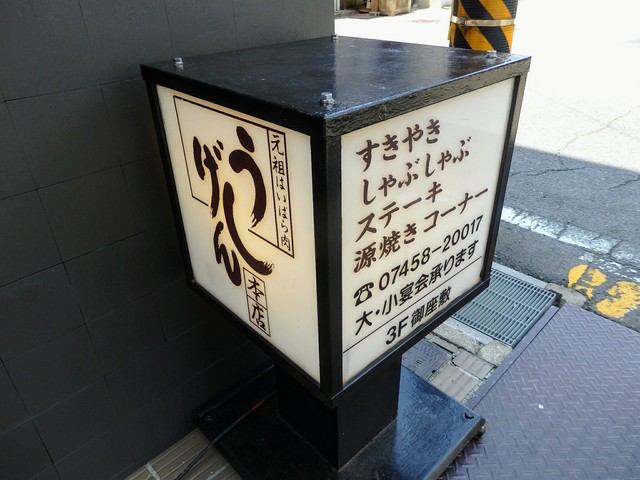 元祖はいばら肉
うし
げん
本店
すきやき
しゃぶしゃぶ
ステーキ
源焼きコーナー
☎07458-20017
大・小宴会承ります
3F御座敷